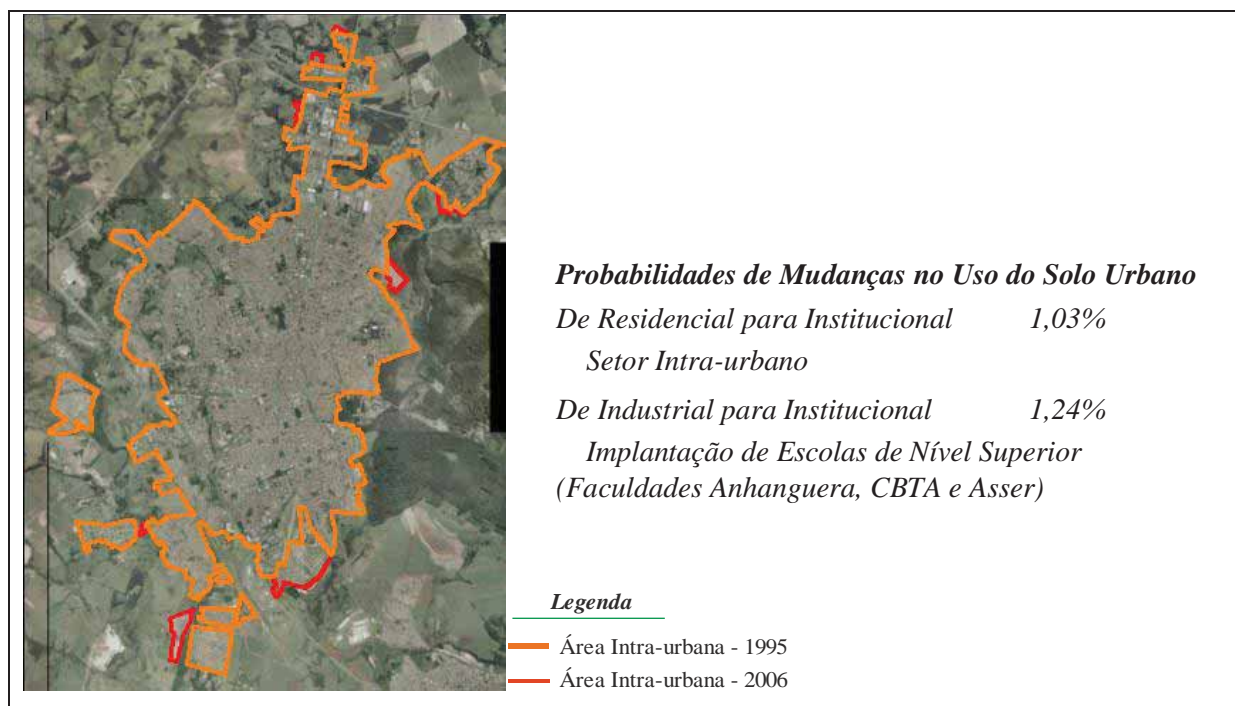 Probabilidades de Mudanças no Uso do Solo Urbano
De Residencial para Institucional 1,03%
Setor Intra-urbano
De Industrial para Institucional 1,24%
Implantação de Escolas de Nível Superior
(Faculdades Anhanguera, CBTA e Asser)
Legenda
Área Intra-urbana - 1995
Área Intra-urbana - 2006